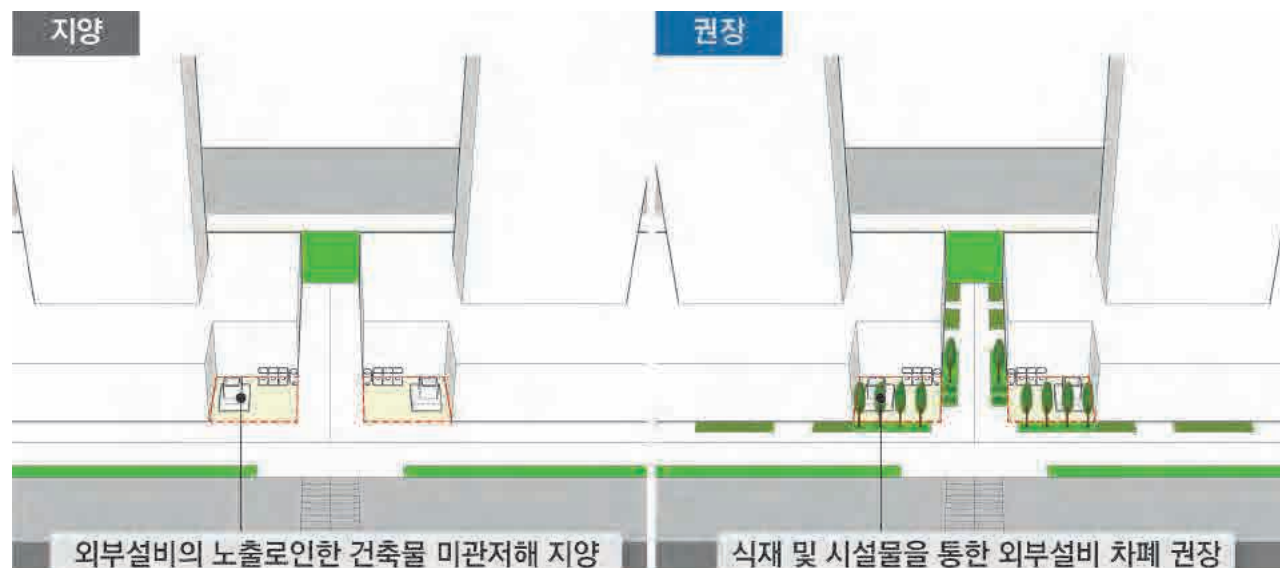 지양
권장
외부설비의 노출로인한 건축물 미관저해 지양
식재 및 시설물을 통한 외부설비 차폐 권장